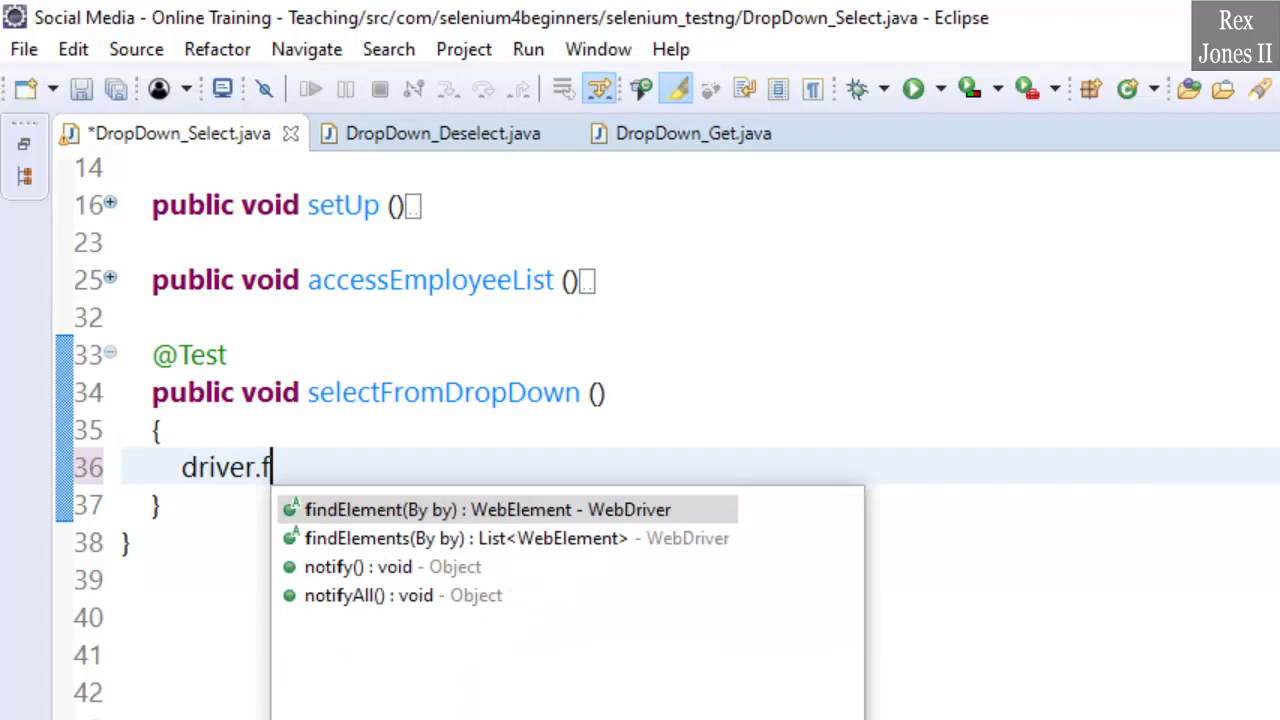 Social Media - Online Training - Teaching/src/com/selenium4beginners/selenium_testng/DropDown_Select.java - Eclipse
Rex
Jones II
File Edit Source Refactor Navigate Search Project Run Window Help
*DropDown_Select.java DropDown_Deselect.java DropDown_Get.java
14
16 public void setUp ()
23
25 public void accessEmployeeList ()
32
33 @Test
34 public void selectFromDropDown ()
35 {
36 driver.f
findElement(By by) : WebElement - WebDriver
37 }
findElements(By by) : List<WebElement> - WebDriver
38 }
notify() : void - Object
39
notifyAll() : void - Object
40
41
42